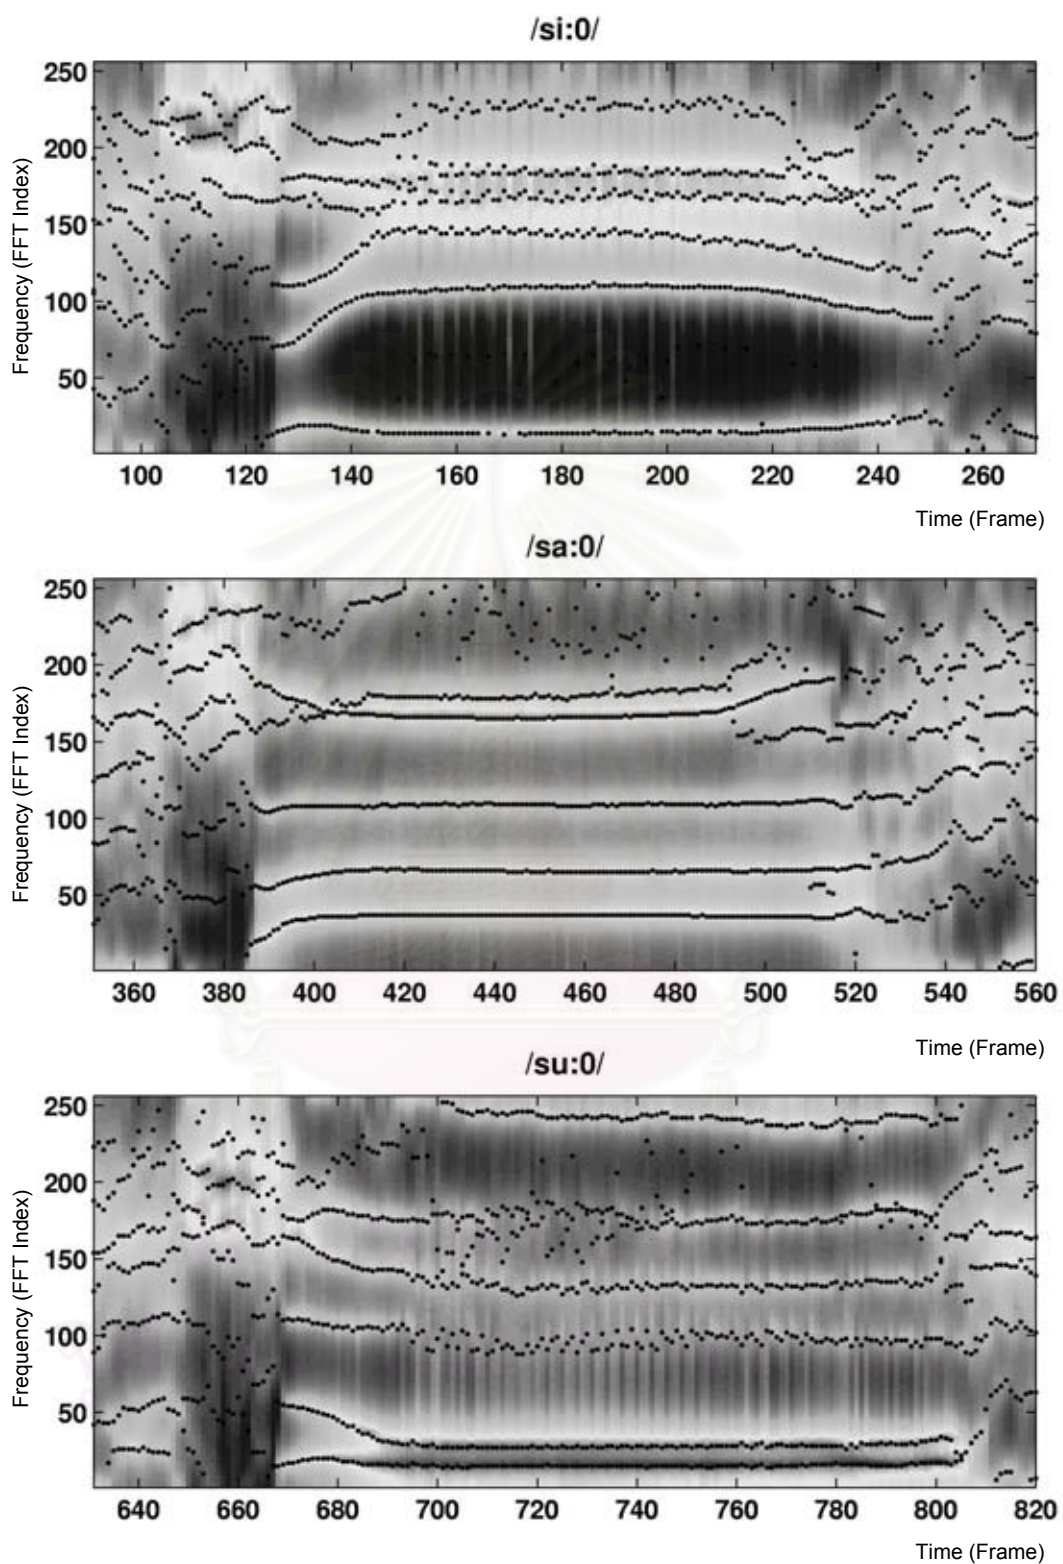 /si:0/
Frequency (FFT Index)
250
200
150
100
50
100 120 140 160 180 200 220 240 260
Time (Frame)
/sa:0/
Frequency (FFT Index)
250
200
150
100
50
360 380 400 420 440 460 480 500 520 540 560
Time (Frame)
/su:0/
Frequency (FFT Index)
250
200
150
100
50
640 660 680 700 720 740 760 780 800 820
Time (Frame)